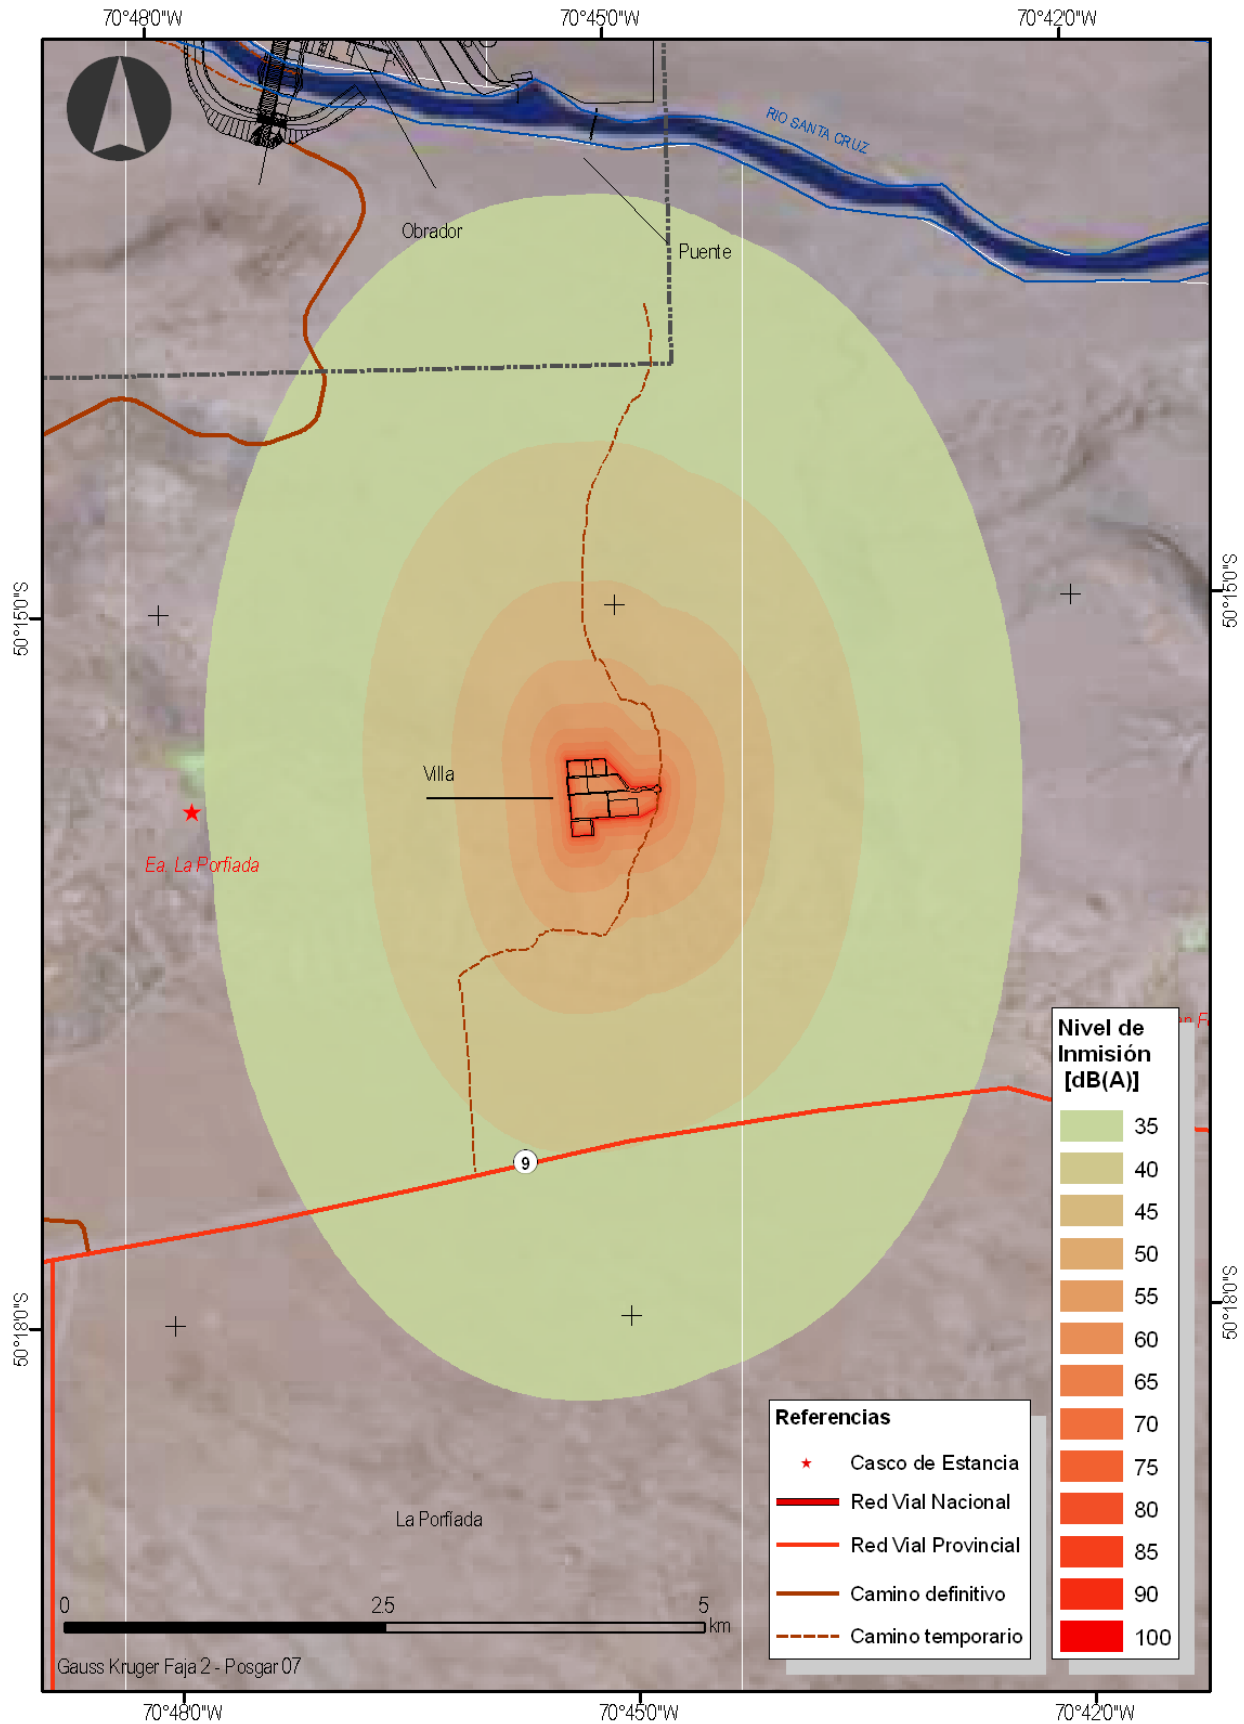 70°48'0"W
70°45'0"W
70°42'0"W
RIO SANTA CRUZ
Obrador
Puente
50°15'0"S
50°15'0"S
Villa
Ea. La Porfiada
Nivel de
Inmisión
[dB(A)]
35
40
45
50
55
60
65
70
75
80
85
90
100
9
50°18'0"S
50°18'0"S
Referencias
Casco de Estancia
Red Vial Nacional
Red Vial Provincial
Camino definitivo
Camino temporario
La Porfiada
0
2.5
5
km
Gauss Kruger Faja 2 - Posgar 07
70°48'0"W
70°45'0"W
70°42'0"W